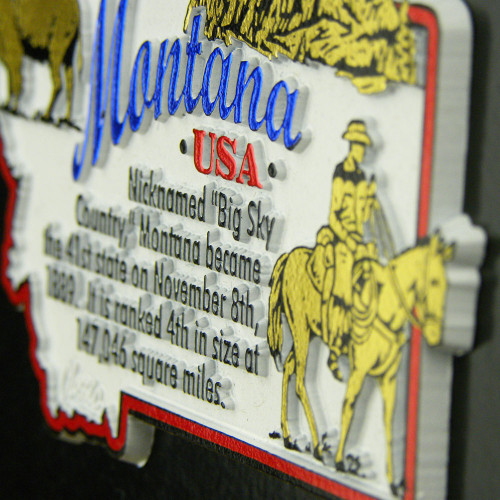 Montana
· USA ·
Nicknamed "Big Sky
Country," Montana became
the 41st state on November 8th,
1889. It is ranked 4th in size at
147,046 square miles.